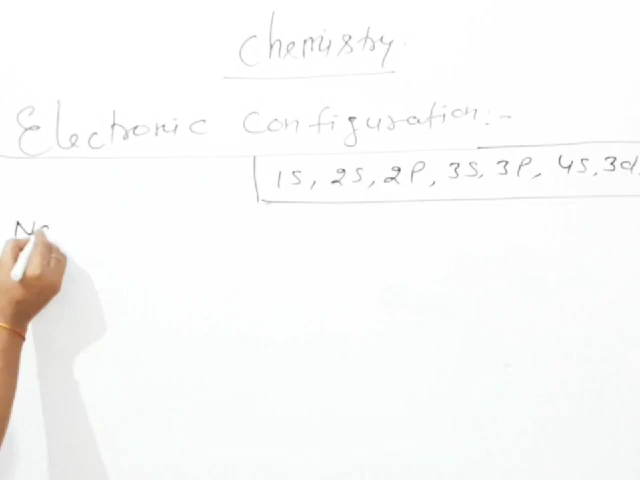 Chemistry.
Electronic Configuration:-
1S, 2S, 2P, 3S, 3P, 4S, 3d,